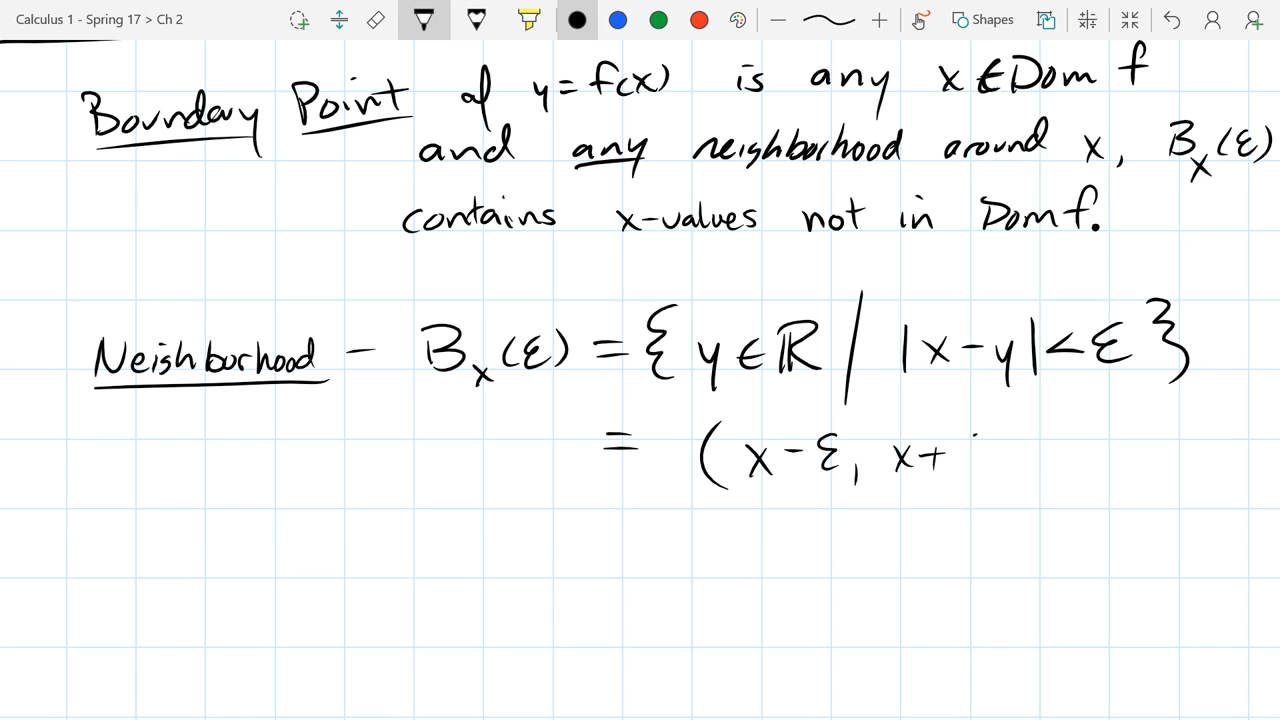 Calculus 1 - Spring 17 > Ch 2
Shapes
Boundary Point of y=f(x) is any x∈Dom f
and any neighborhood around x, Bₓ(ε)
contains x-values not in Dom f.
Neighborhood - Bₓ(ε) = { y∈ℝ / |x-y|<ε }
= (x-ε, x+